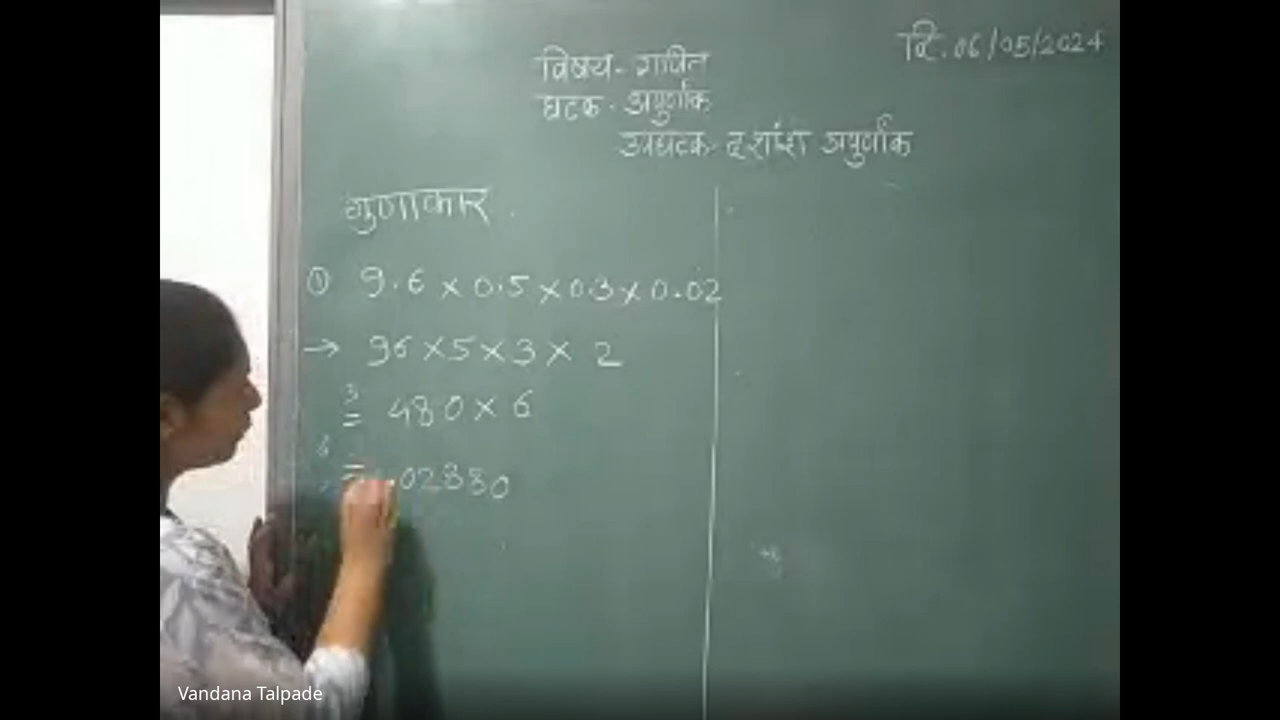 दि. 06/05/2024
विषय - गणित
घटक - अपुर्णांक
उपघटक - दशांश अपुर्णांक
गुणाकार
① 9.6 × 0.5 × 0.3 × 0.02
→ 96 × 5 × 3 × 2
= 480 × 6
= .02880
Vandana Talpade